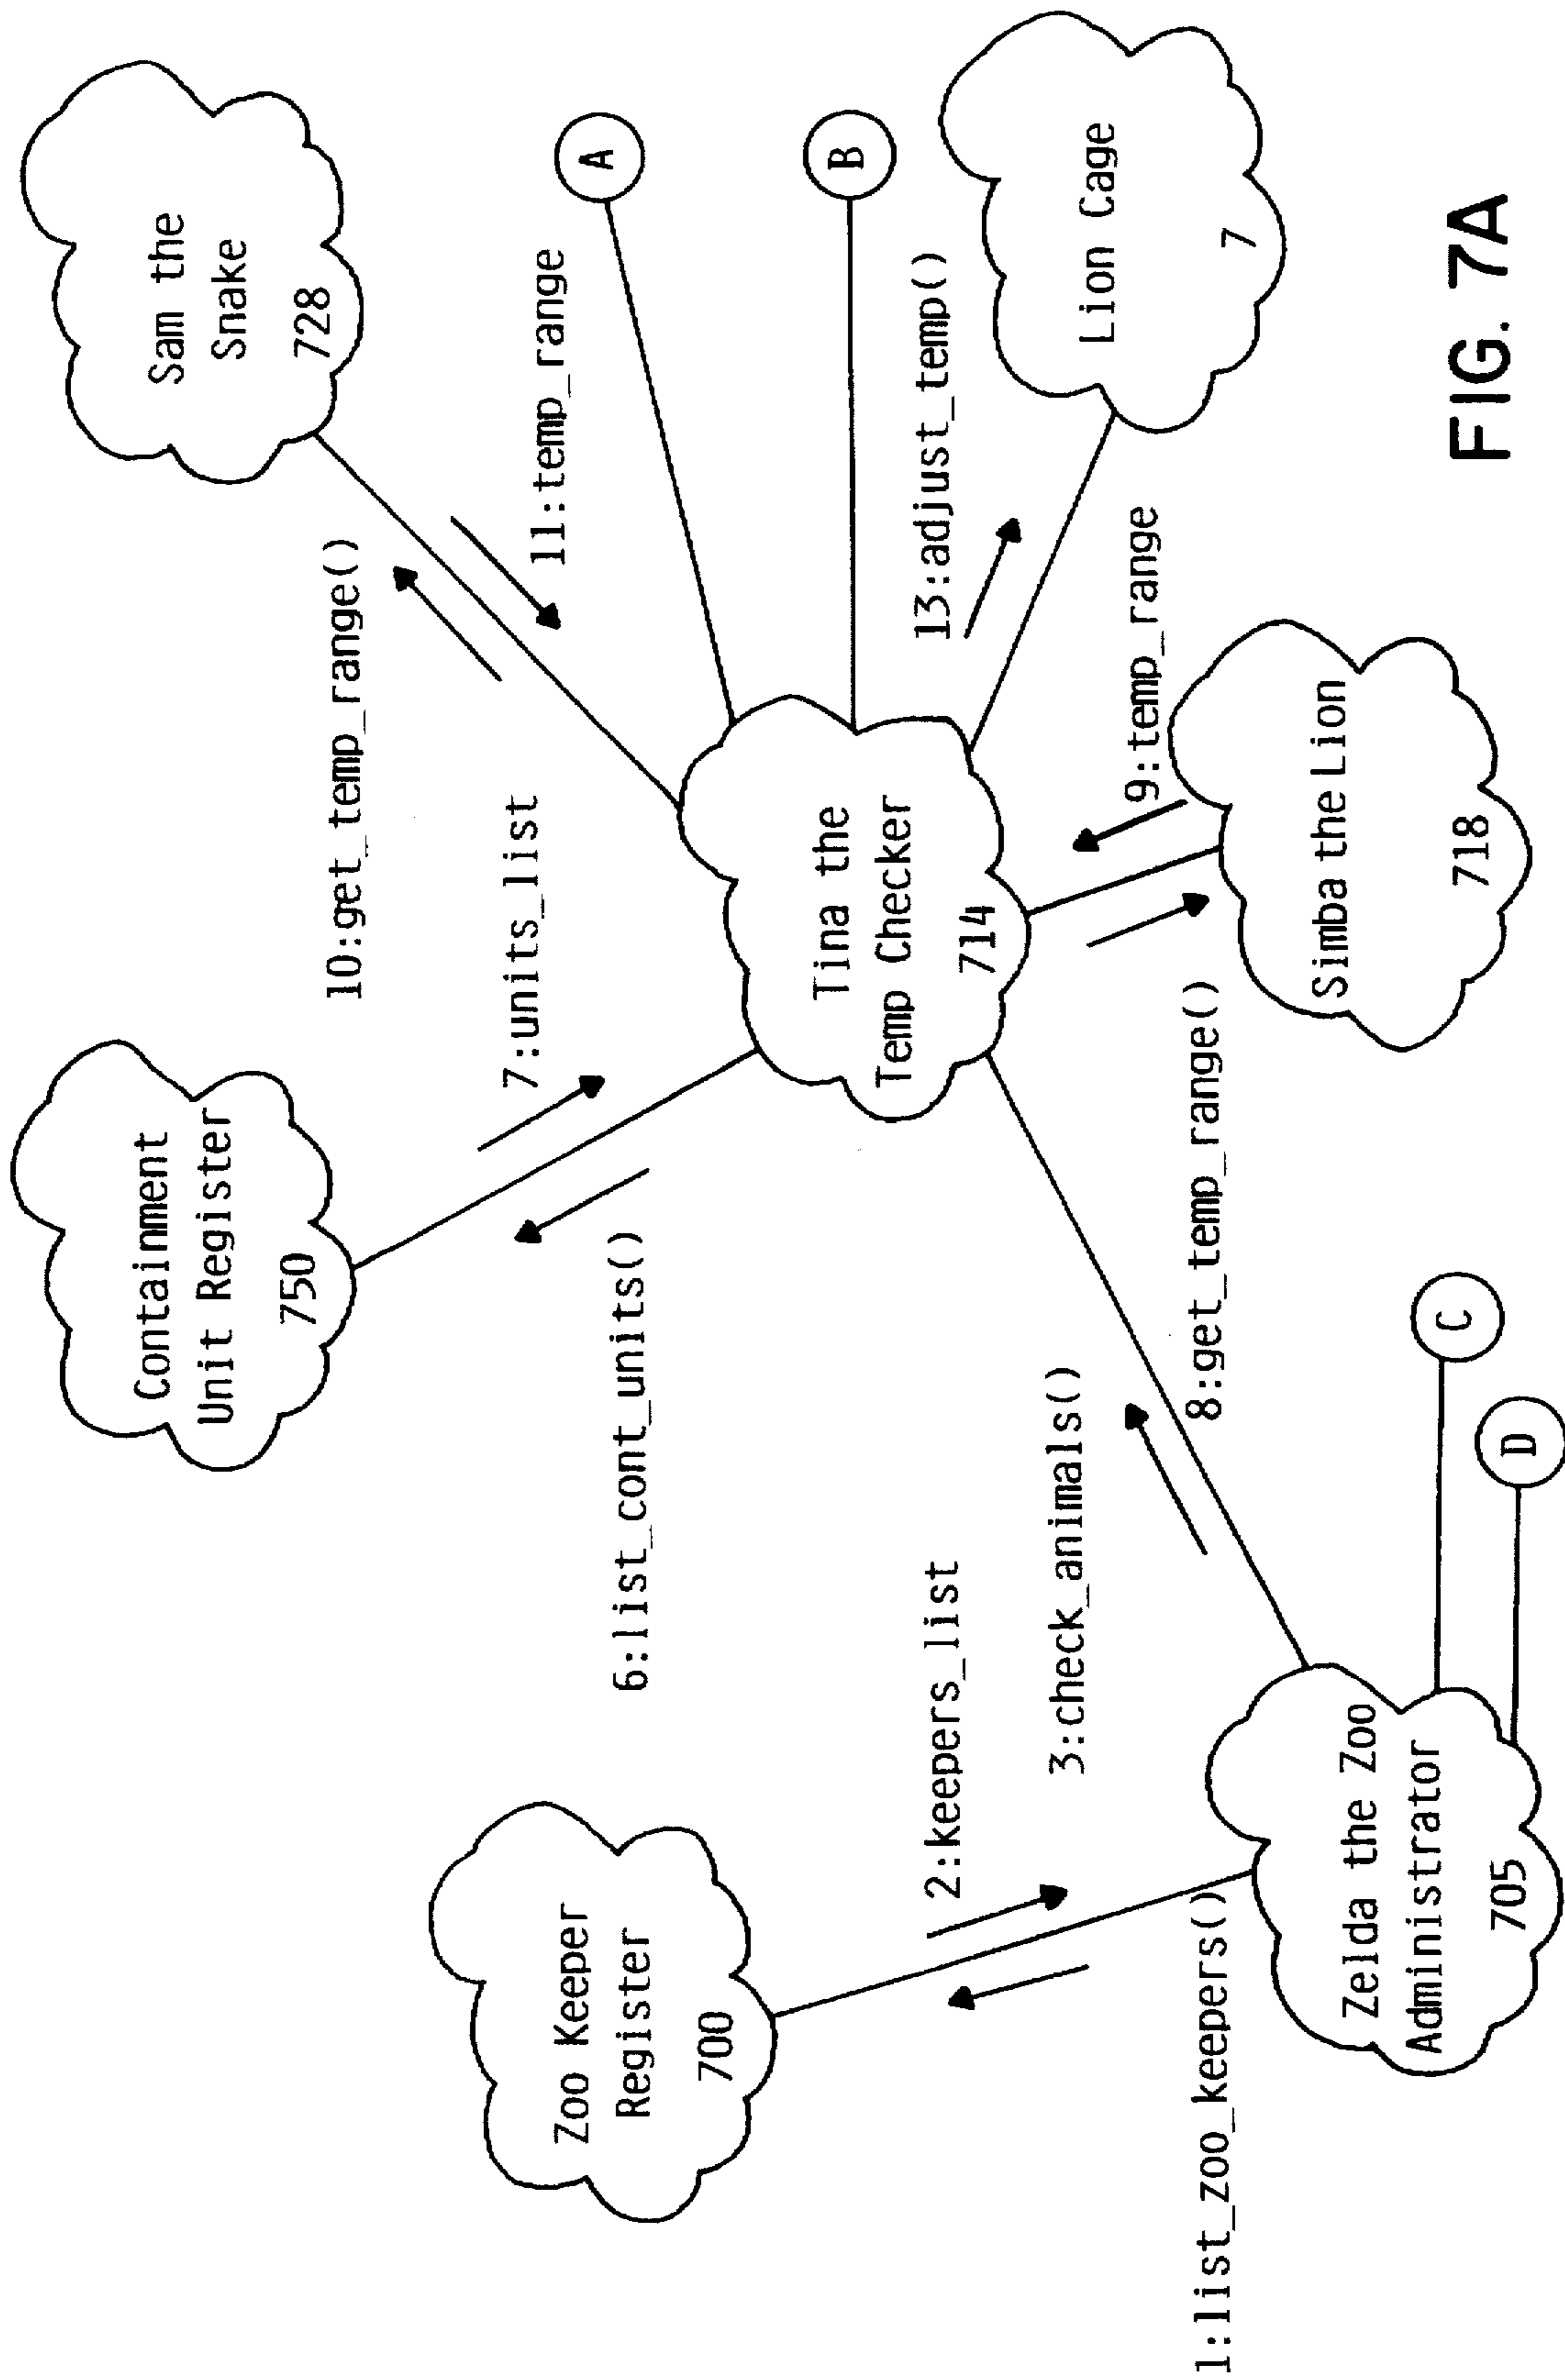 Zoo Keeper
Register
700
1:list_zoo_keepers()
2:keepers_list
Zelda the Zoo
Administrator
705
3:check_animals()
C
D
Containment
Unit Register
750
6:list_cont_units()
7:units_list
Tina the
Temp Checker
714
8:get_temp_range()
9:temp_range
Simba the Lion
718
10:get_temp_range()
11:temp_range
Sam the
Snake
728
A
B
13:adjust_temp()
Lion Cage
7
FIG. 7A